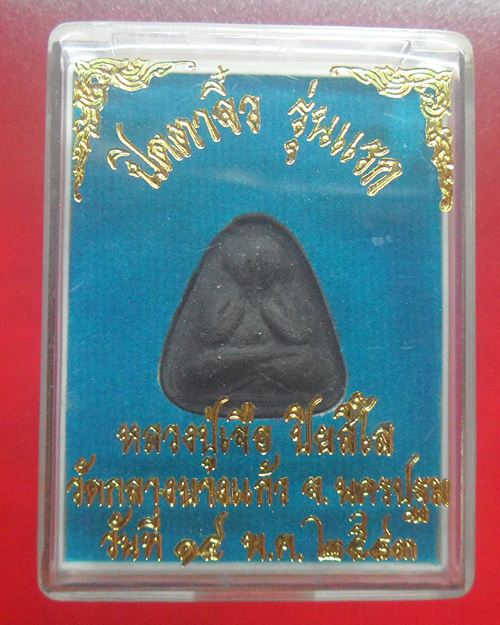 ปิดตาจิ๋ว รุ่นแรก
หลวงปู่เจือ ปิยสีโล
วัดกลางบางแก้ว จ.นครปฐม
วันที่ ๑๙ พ.ค. ๒๕๔๓